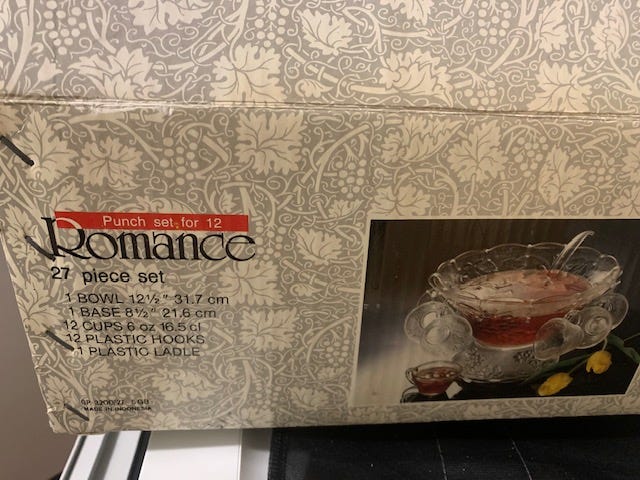 Punch set for 12
Romance
27 piece set
1 BOWL 12½" 31.7 cm
1 BASE 8½" 21.6 cm
12 CUPS 6 oz 16.5 cl
12 PLASTIC HOOKS
1 PLASTIC LADLE
MADE IN INDONESIA